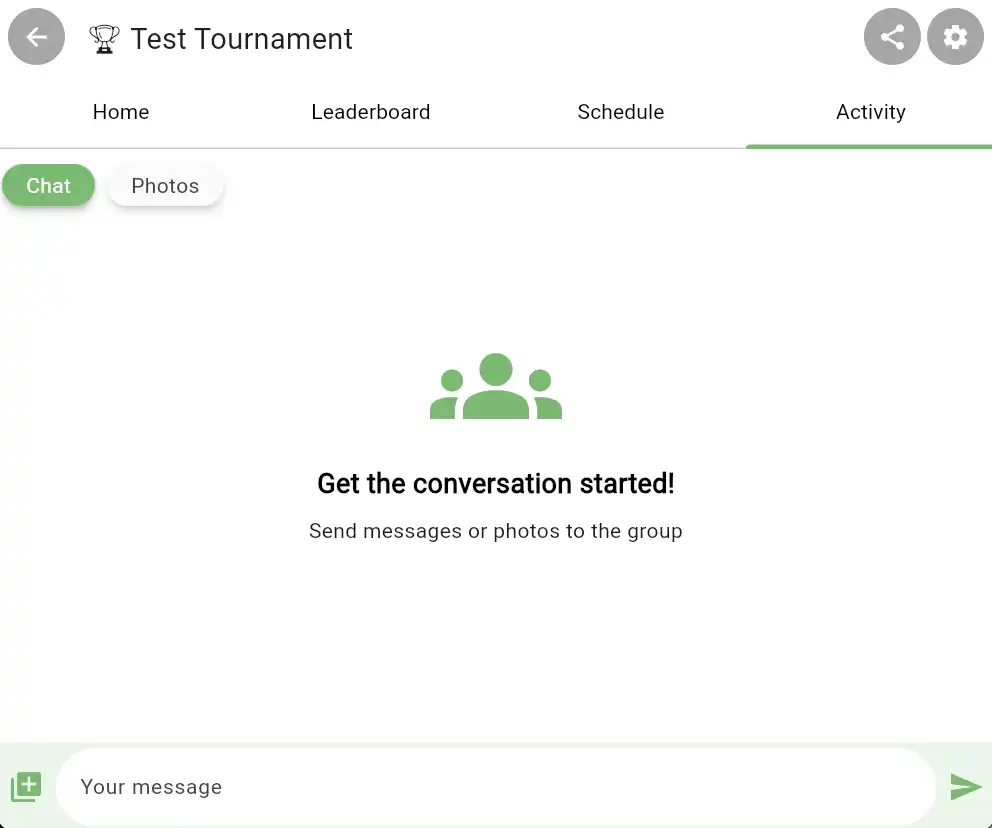 Test Tournament
Home Leaderboard Schedule Activity
Chat Photos
Get the conversation started!
Send messages or photos to the group
Your message